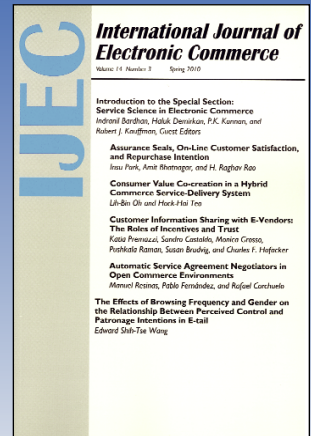 IJEC
International Journal of
Electronic Commerce
Volume 14 Number 3 Spring 2010
Introduction to the Special Section:
Service Science in Electronic Commerce
Indranil Bardhan, Haluk Demirkan, P.K. Kannan, and
Robert J. Kauffman, Guest Editors
Assurance Seals, On-Line Customer Satisfaction,
and Repurchase Intention
Insu Park, Amit Bhatnagar, and H. Raghav Rao
Consumer Value Co-creation in a Hybrid
Commerce Service-Delivery System
Lih-Bin Oh and Hock-Hai Teo
Customer Information Sharing with E-Vendors:
The Roles of Incentives and Trust
Katia Premazzi, Sandro Castaldo, Monica Grosso,
Pushkala Raman, Susan Brudvig, and Charles F. Hofacker
Automatic Service Agreement Negotiators in
Open Commerce Environments
Manuel Resinas, Pablo Fernández, and Rafael Corchuelo
The Effects of Browsing Frequency and Gender on
the Relationship Between Perceived Control and
Patronage Intentions in E-tail
Edward Shih-Tse Wang